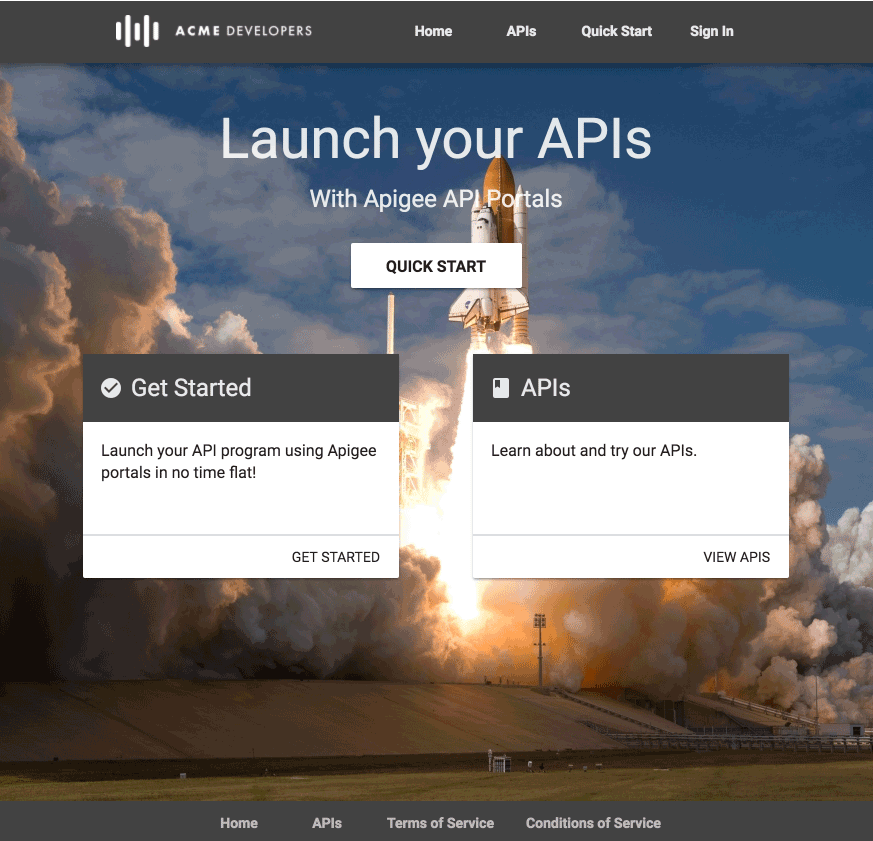 ACME DEVELOPERS
Home APIs Quick Start Sign In
Launch your APIs
With Apigee API Portals
QUICK START
Get Started
Launch your API program using Apigee
portals in no time flat!
GET STARTED
APIs
Learn about and try our APIs.
VIEW APIS
Home APIs Terms of Service Conditions of Service